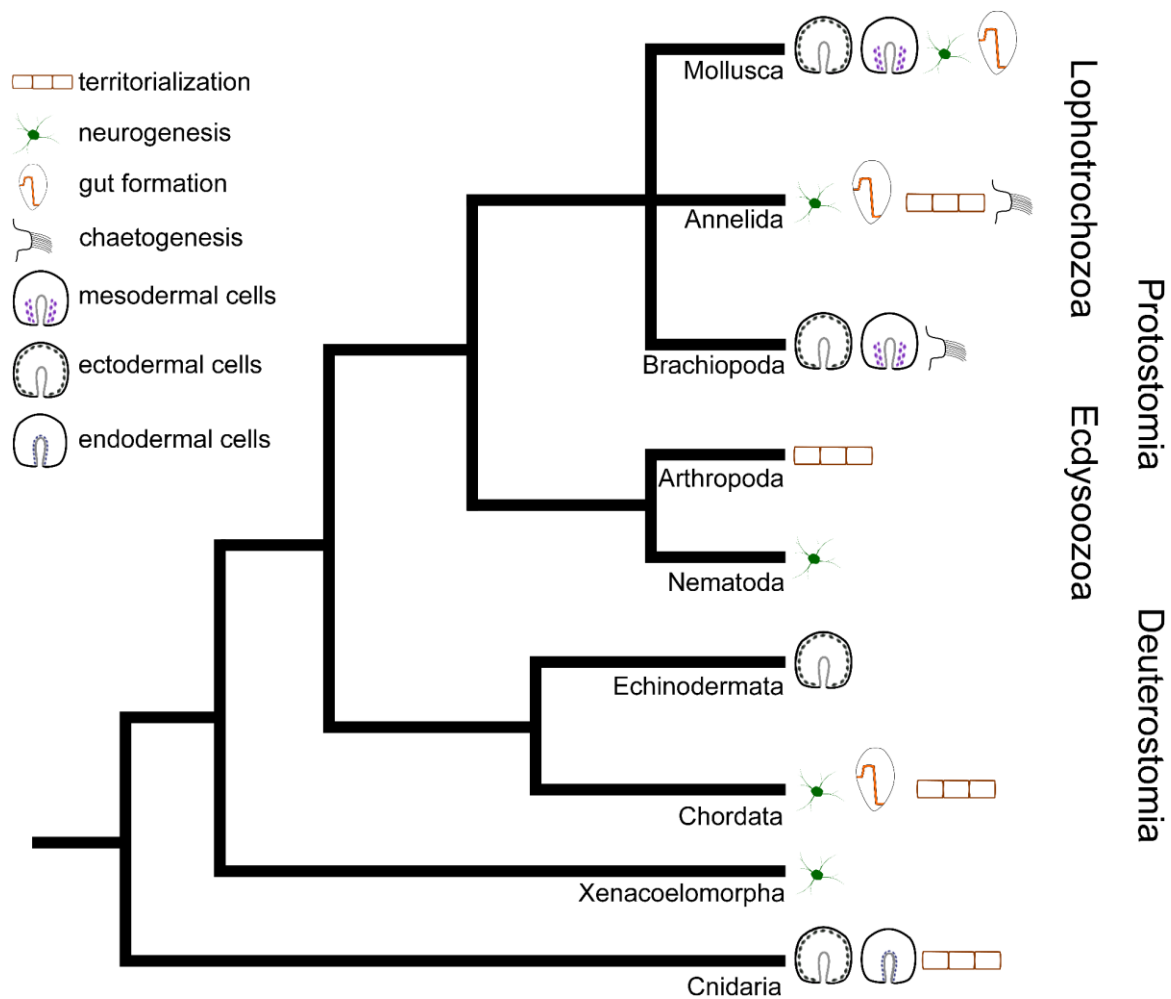 territorialization
neurogenesis
gut formation
chaetogenesis
mesodermal cells
ectodermal cells
endodermal cells
Mollusca
Annelida
Brachiopoda
Arthropoda
Nematoda
Echinodermata
Chordata
Xenacoelomorpha
Cnidaria
Lophotrochozoa
Ecdysoozoa
Protostomia
Deuterostomia